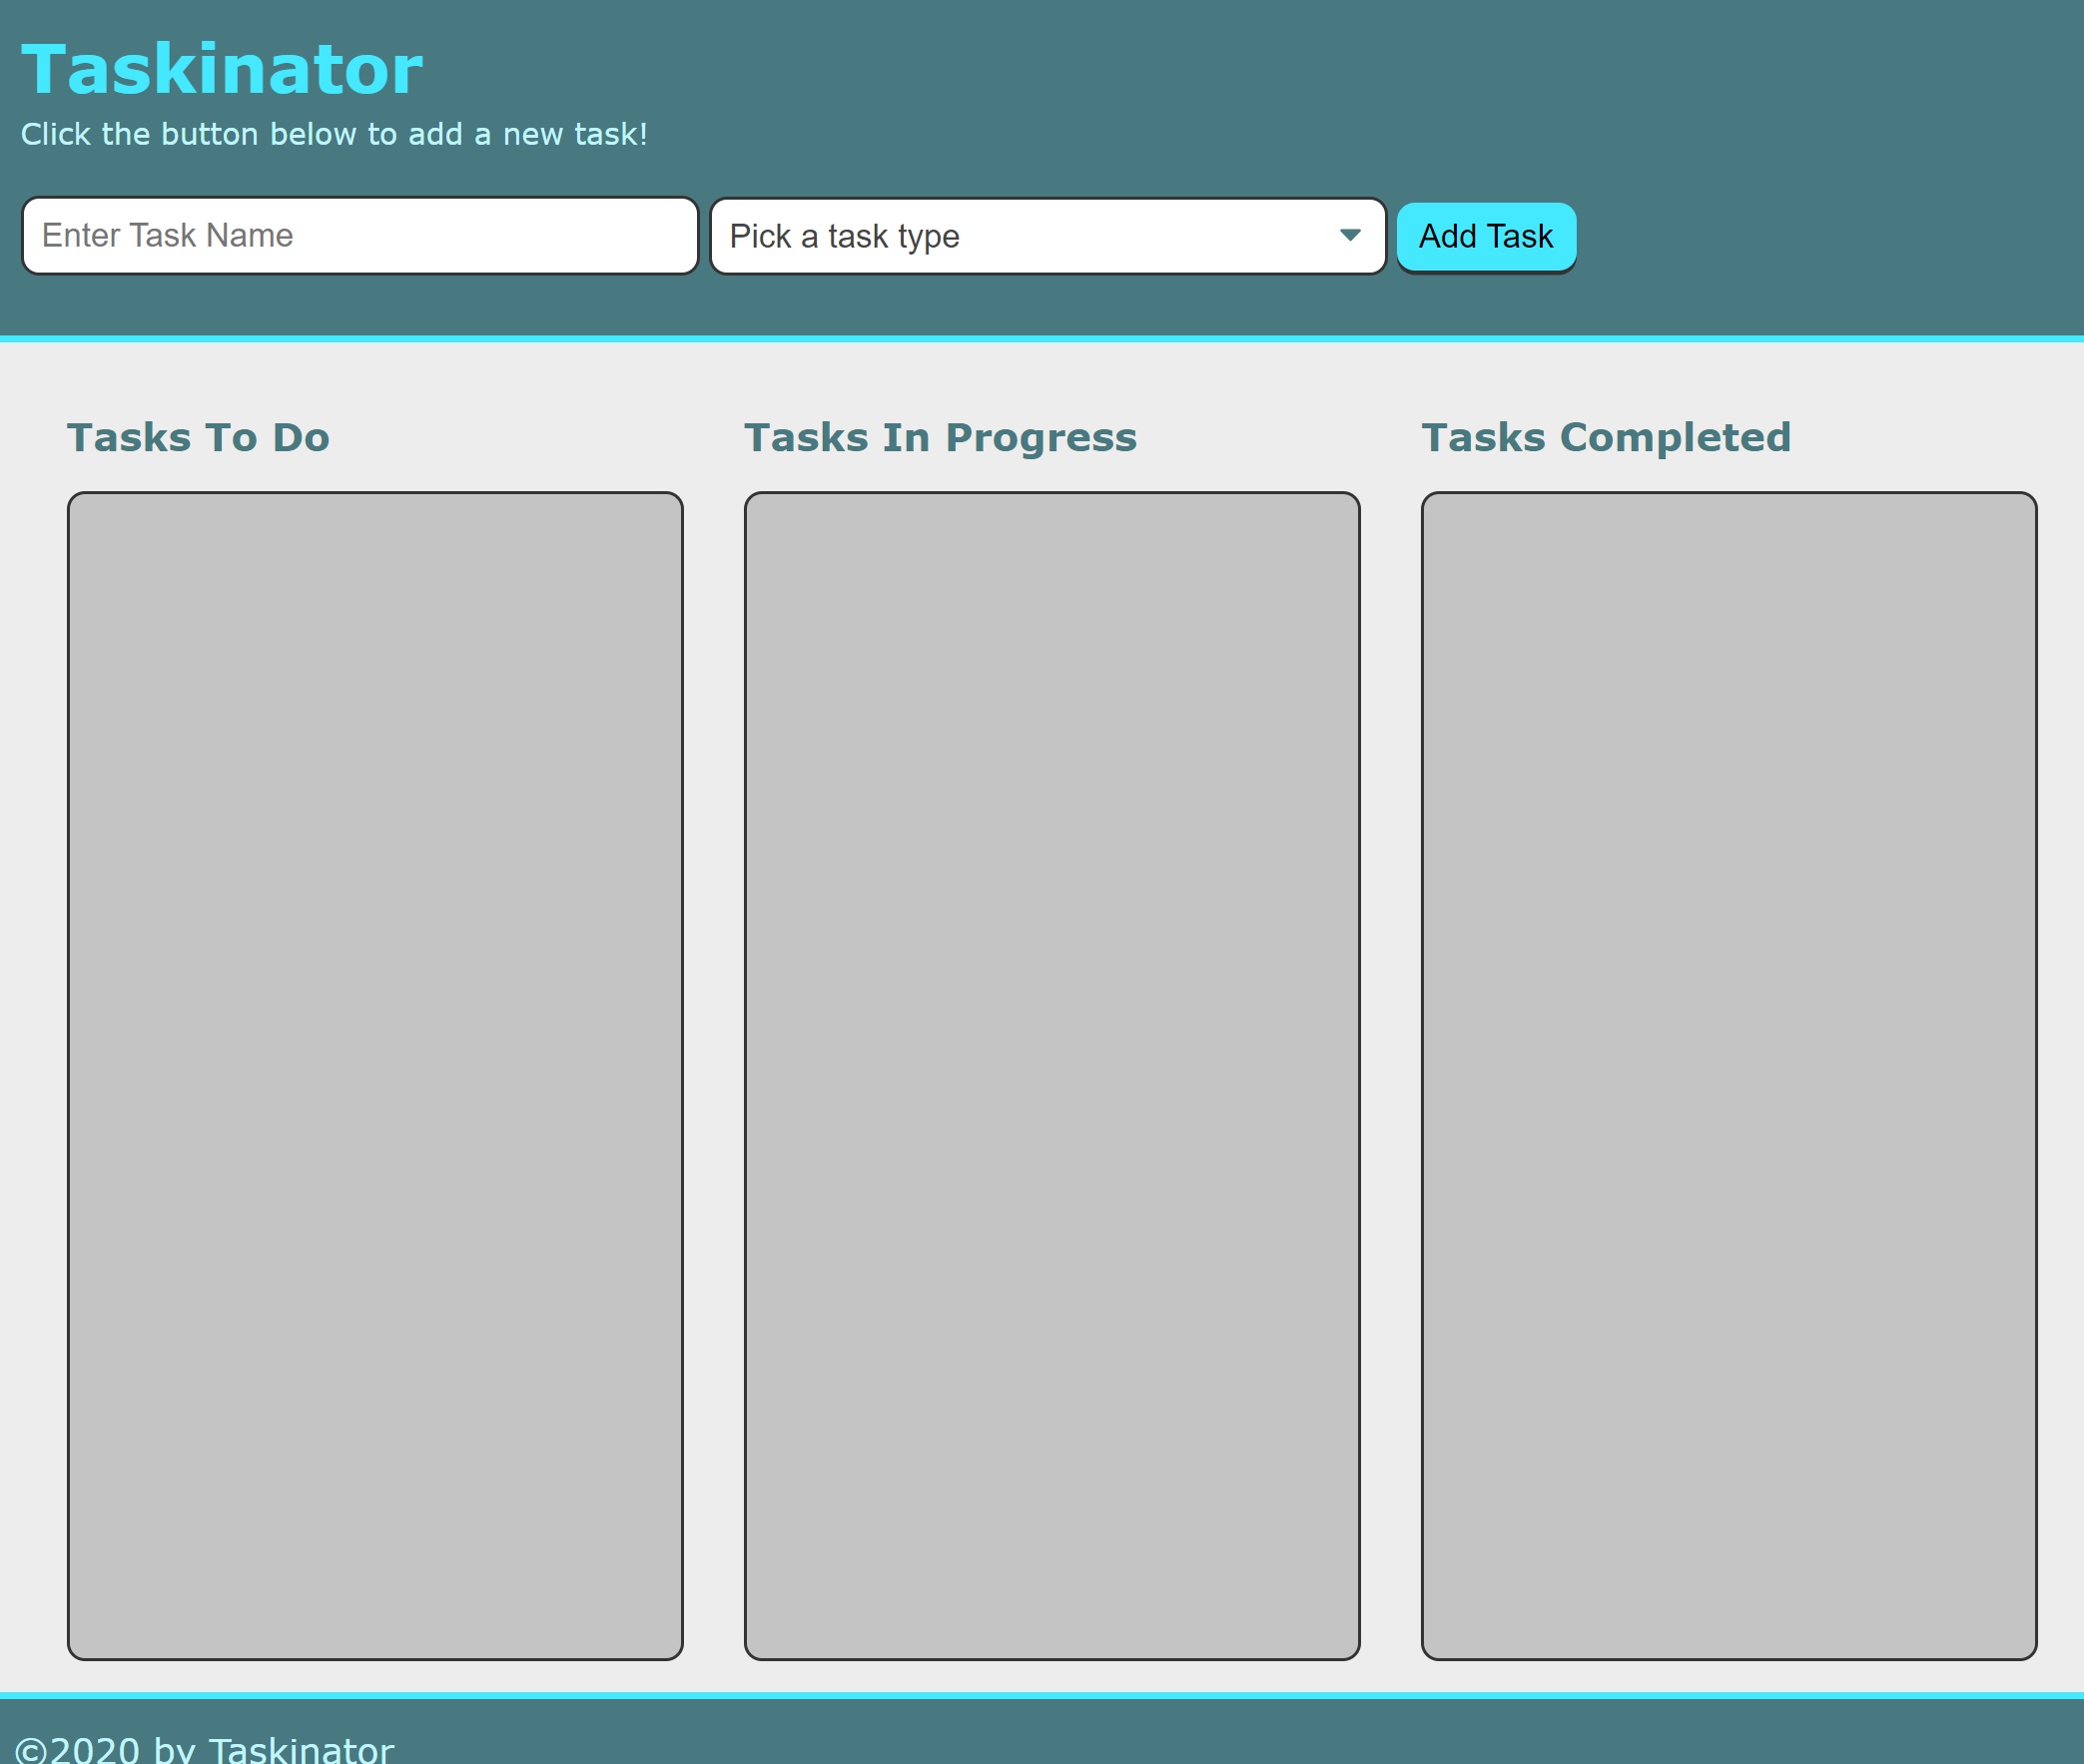 Taskinator
Click the button below to add a new task!
Enter Task Name
Pick a task type
Add Task
Tasks To Do
Tasks In Progress
Tasks Completed
©2020 by Taskinator